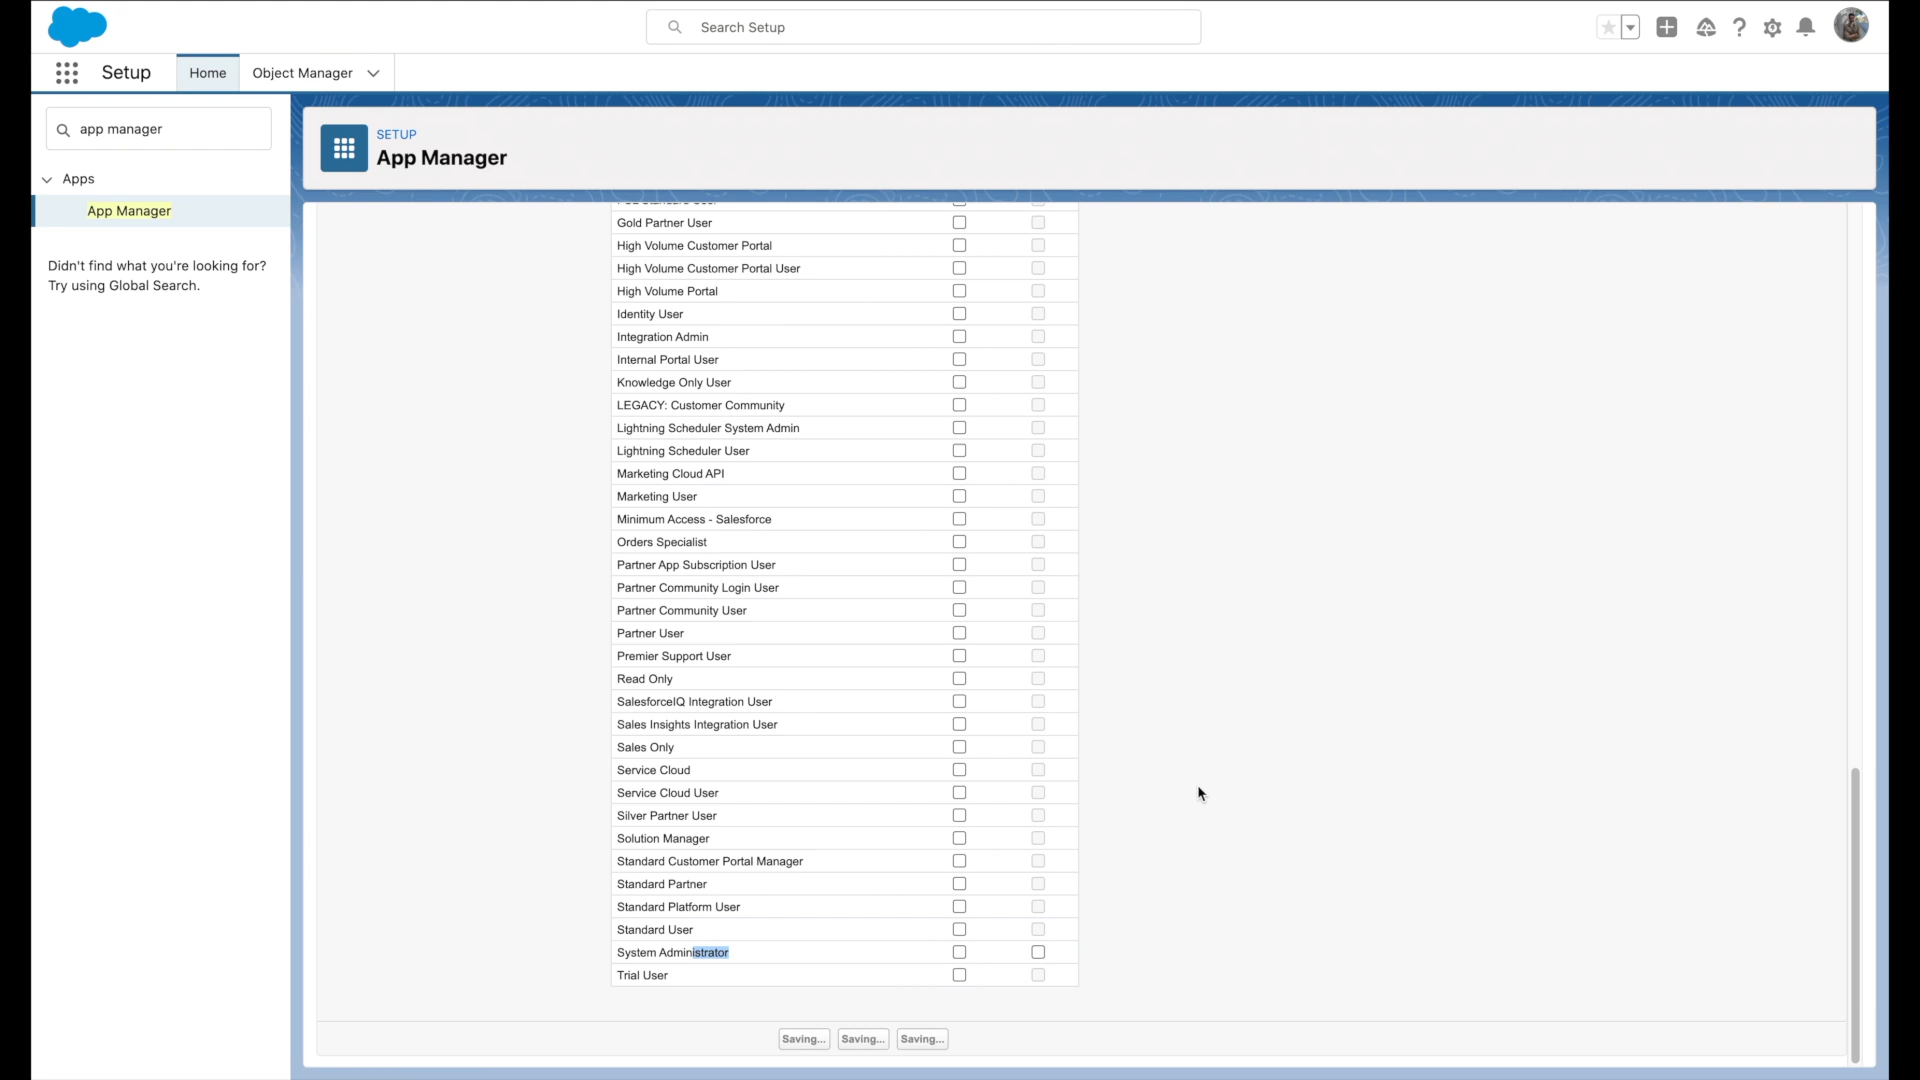 Search Setup
Setup
Home
Object Manager
app manager
Apps
App Manager
Didn't find what you're looking for?
Try using Global Search.
SETUP
App Manager
Gold Partner User
High Volume Customer Portal
High Volume Customer Portal User
High Volume Portal
Identity User
Integration Admin
Internal Portal User
Knowledge Only User
LEGACY: Customer Community
Lightning Scheduler System Admin
Lightning Scheduler User
Marketing Cloud API
Marketing User
Minimum Access - Salesforce
Orders Specialist
Partner App Subscription User
Partner Community Login User
Partner Community User
Partner User
Premier Support User
Read Only
SalesforceIQ Integration User
Sales Insights Integration User
Sales Only
Service Cloud
Service Cloud User
Silver Partner User
Solution Manager
Standard Customer Portal Manager
Standard Partner
Standard Platform User
Standard User
System Administrator
Trial User
Saving... Saving... Saving...